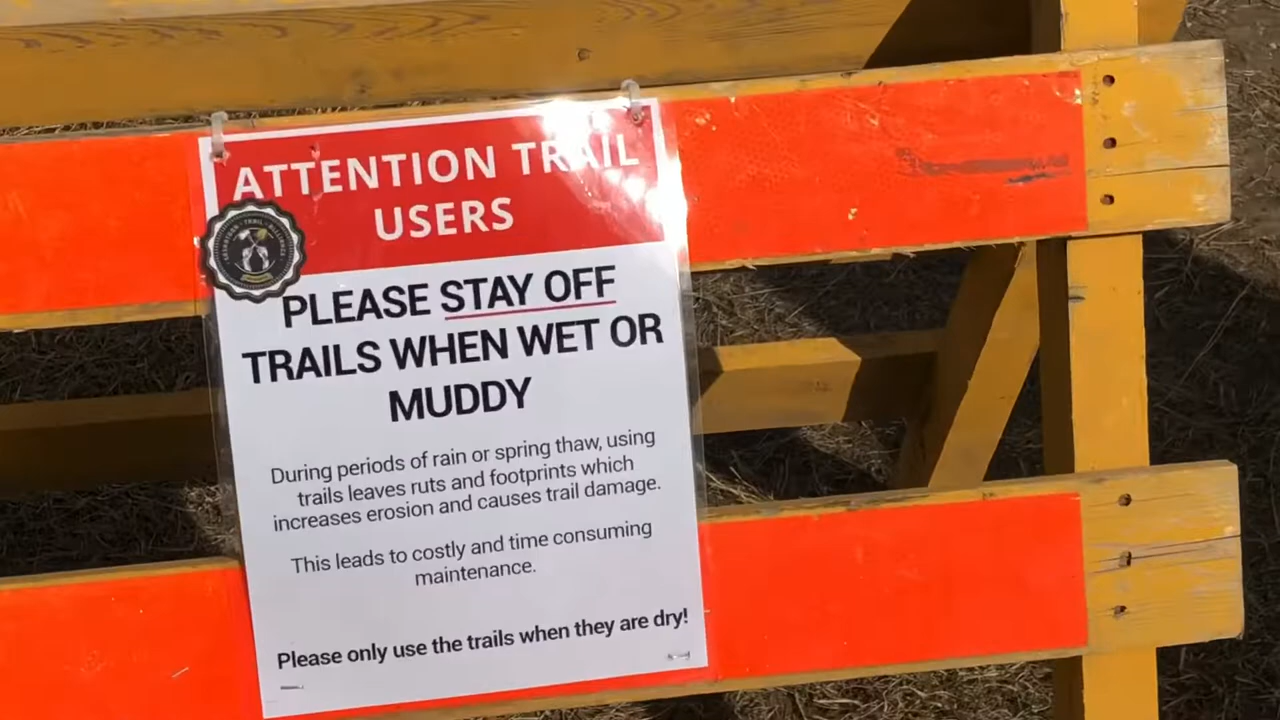 ATTENTION TRAIL
USERS
PLEASE STAY OFF
TRAILS WHEN WET OR
MUDDY
During periods of rain or spring thaw, using
trails leaves ruts and footprints which
increases erosion and causes trail damage.
This leads to costly and time consuming
maintenance.
Please only use the trails when they are dry!